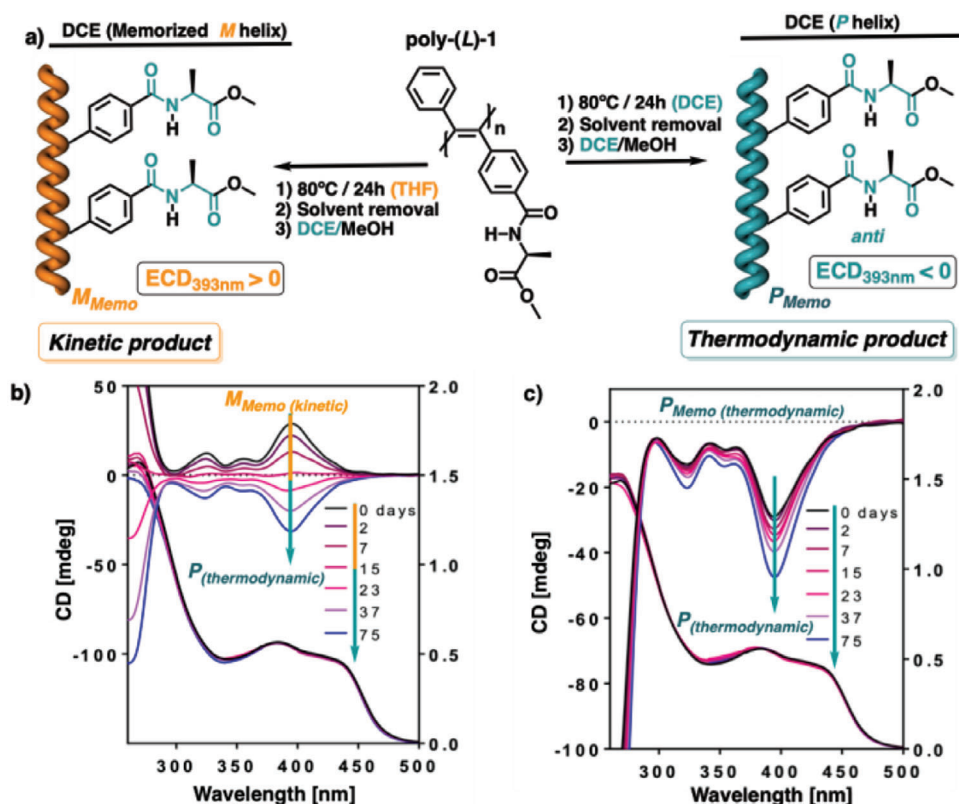 a)
DCE (Memorized M helix)
poly-(L)-1
DCE (P helix)
O
N
H
O
O
O
N
H
O
O
1) 80ºC / 24h (THF)
2) Solvent removal
3) DCE/MeOH
n
O
H-N
O
O
1) 80ºC / 24h (DCE)
2) Solvent removal
3) DCE/MeOH
O
N
H
O
O
O
N
H
O
O
anti
ECD393nm > 0
MMemo
Kinetic product
ECD393nm < 0
PMemo
Thermodynamic product
b)
CD [mdeg]
50
0
-50
-100
MMemo (kinetic)
P(thermodynamic)
0 days
2
7
15
23
37
75
2.0
1.5
1.0
0.5
0.0
300 350 400 450 500
Wavelength [nm]
c)
CD [mdeg]
0
-20
-40
-60
-80
-100
PMemo (thermodynamic)
P(thermodynamic)
0 days
2
7
15
23
37
75
2.0
1.5
1.0
0.5
0.0
300 350 400 450 500
Wavelength [nm]